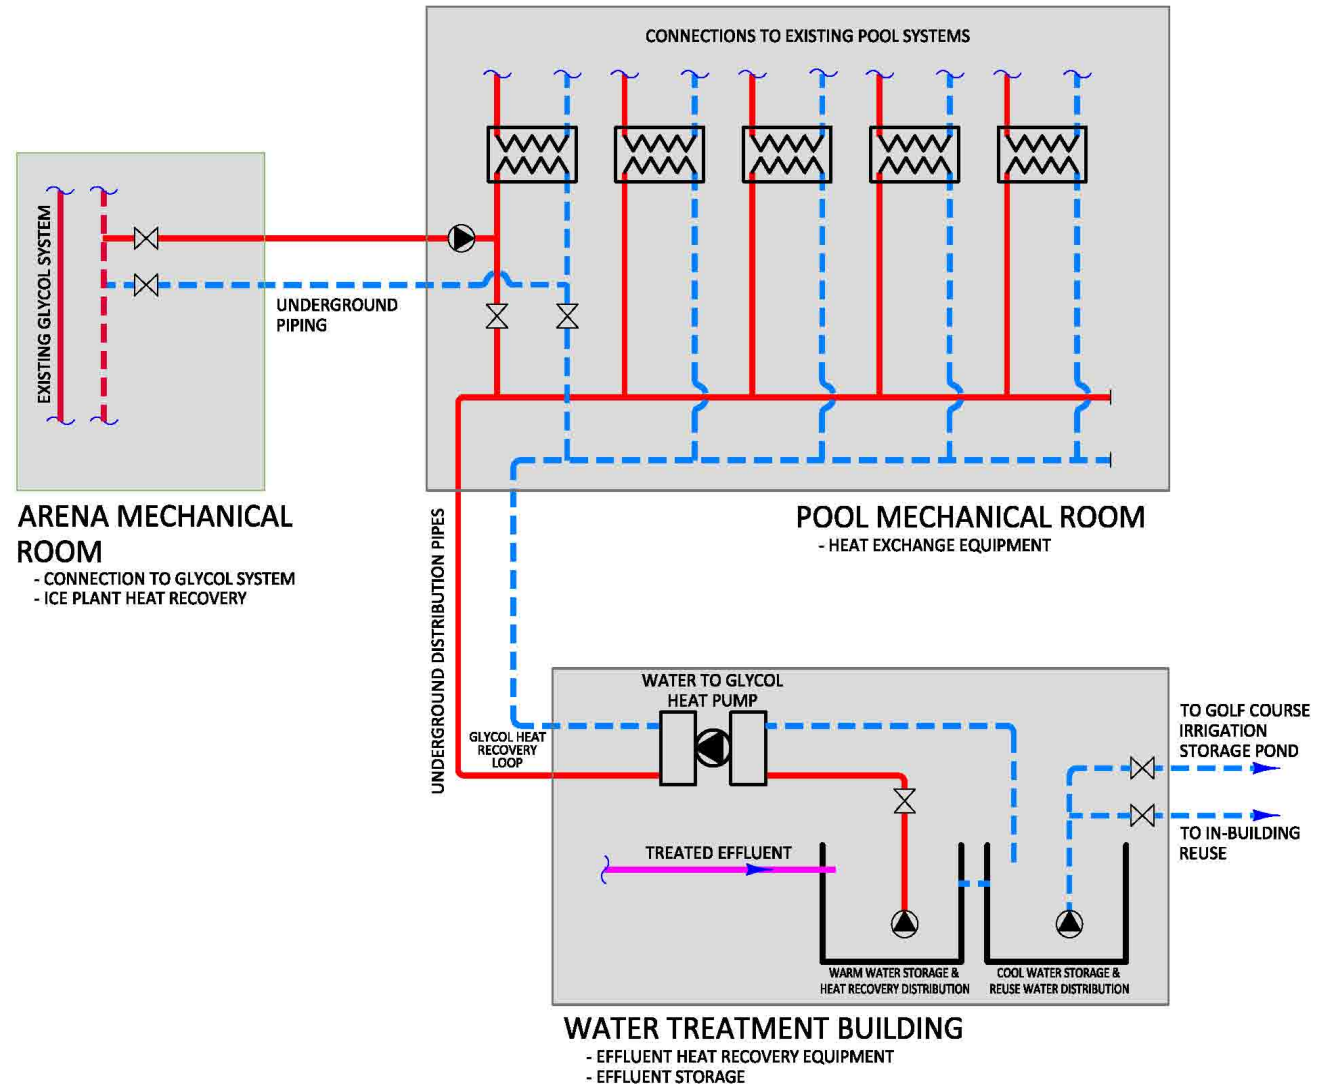 CONNECTIONS TO EXISTING POOL SYSTEMS
EXISTING GLYCOL SYSTEM
UNDERGROUND
PIPING
ARENA MECHANICAL
ROOM
- CONNECTION TO GLYCOL SYSTEM
- ICE PLANT HEAT RECOVERY
POOL MECHANICAL ROOM
- HEAT EXCHANGE EQUIPMENT
UNDERGROUND DISTRIBUTION PIPES
WATER TO GLYCOL
HEAT PUMP
GLYCOL HEAT
RECOVERY
LOOP
TO GOLF COURSE
IRRIGATION
STORAGE POND
TO IN-BUILDING
REUSE
TREATED EFFLUENT
WARM WATER STORAGE &
HEAT RECOVERY DISTRIBUTION
COOL WATER STORAGE &
REUSE WATER DISTRIBUTION
WATER TREATMENT BUILDING
- EFFLUENT HEAT RECOVERY EQUIPMENT
- EFFLUENT STORAGE